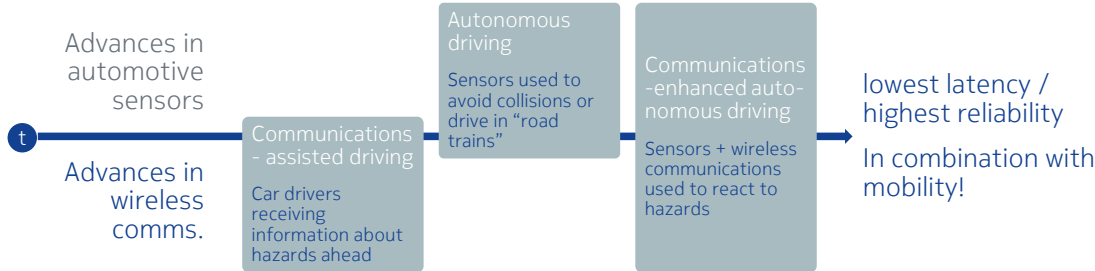 Advances in
automotive
sensors
t
Advances in
wireless
comms.
Communications
- assisted driving
Car drivers
receiving
information about
hazards ahead
Autonomous
driving
Sensors used to
avoid collisions or
drive in “road
trains”
Communications
-enhanced auto-
nomous driving
Sensors + wireless
communications
used to react to
hazards
lowest latency /
highest reliability
In combination with
mobility!